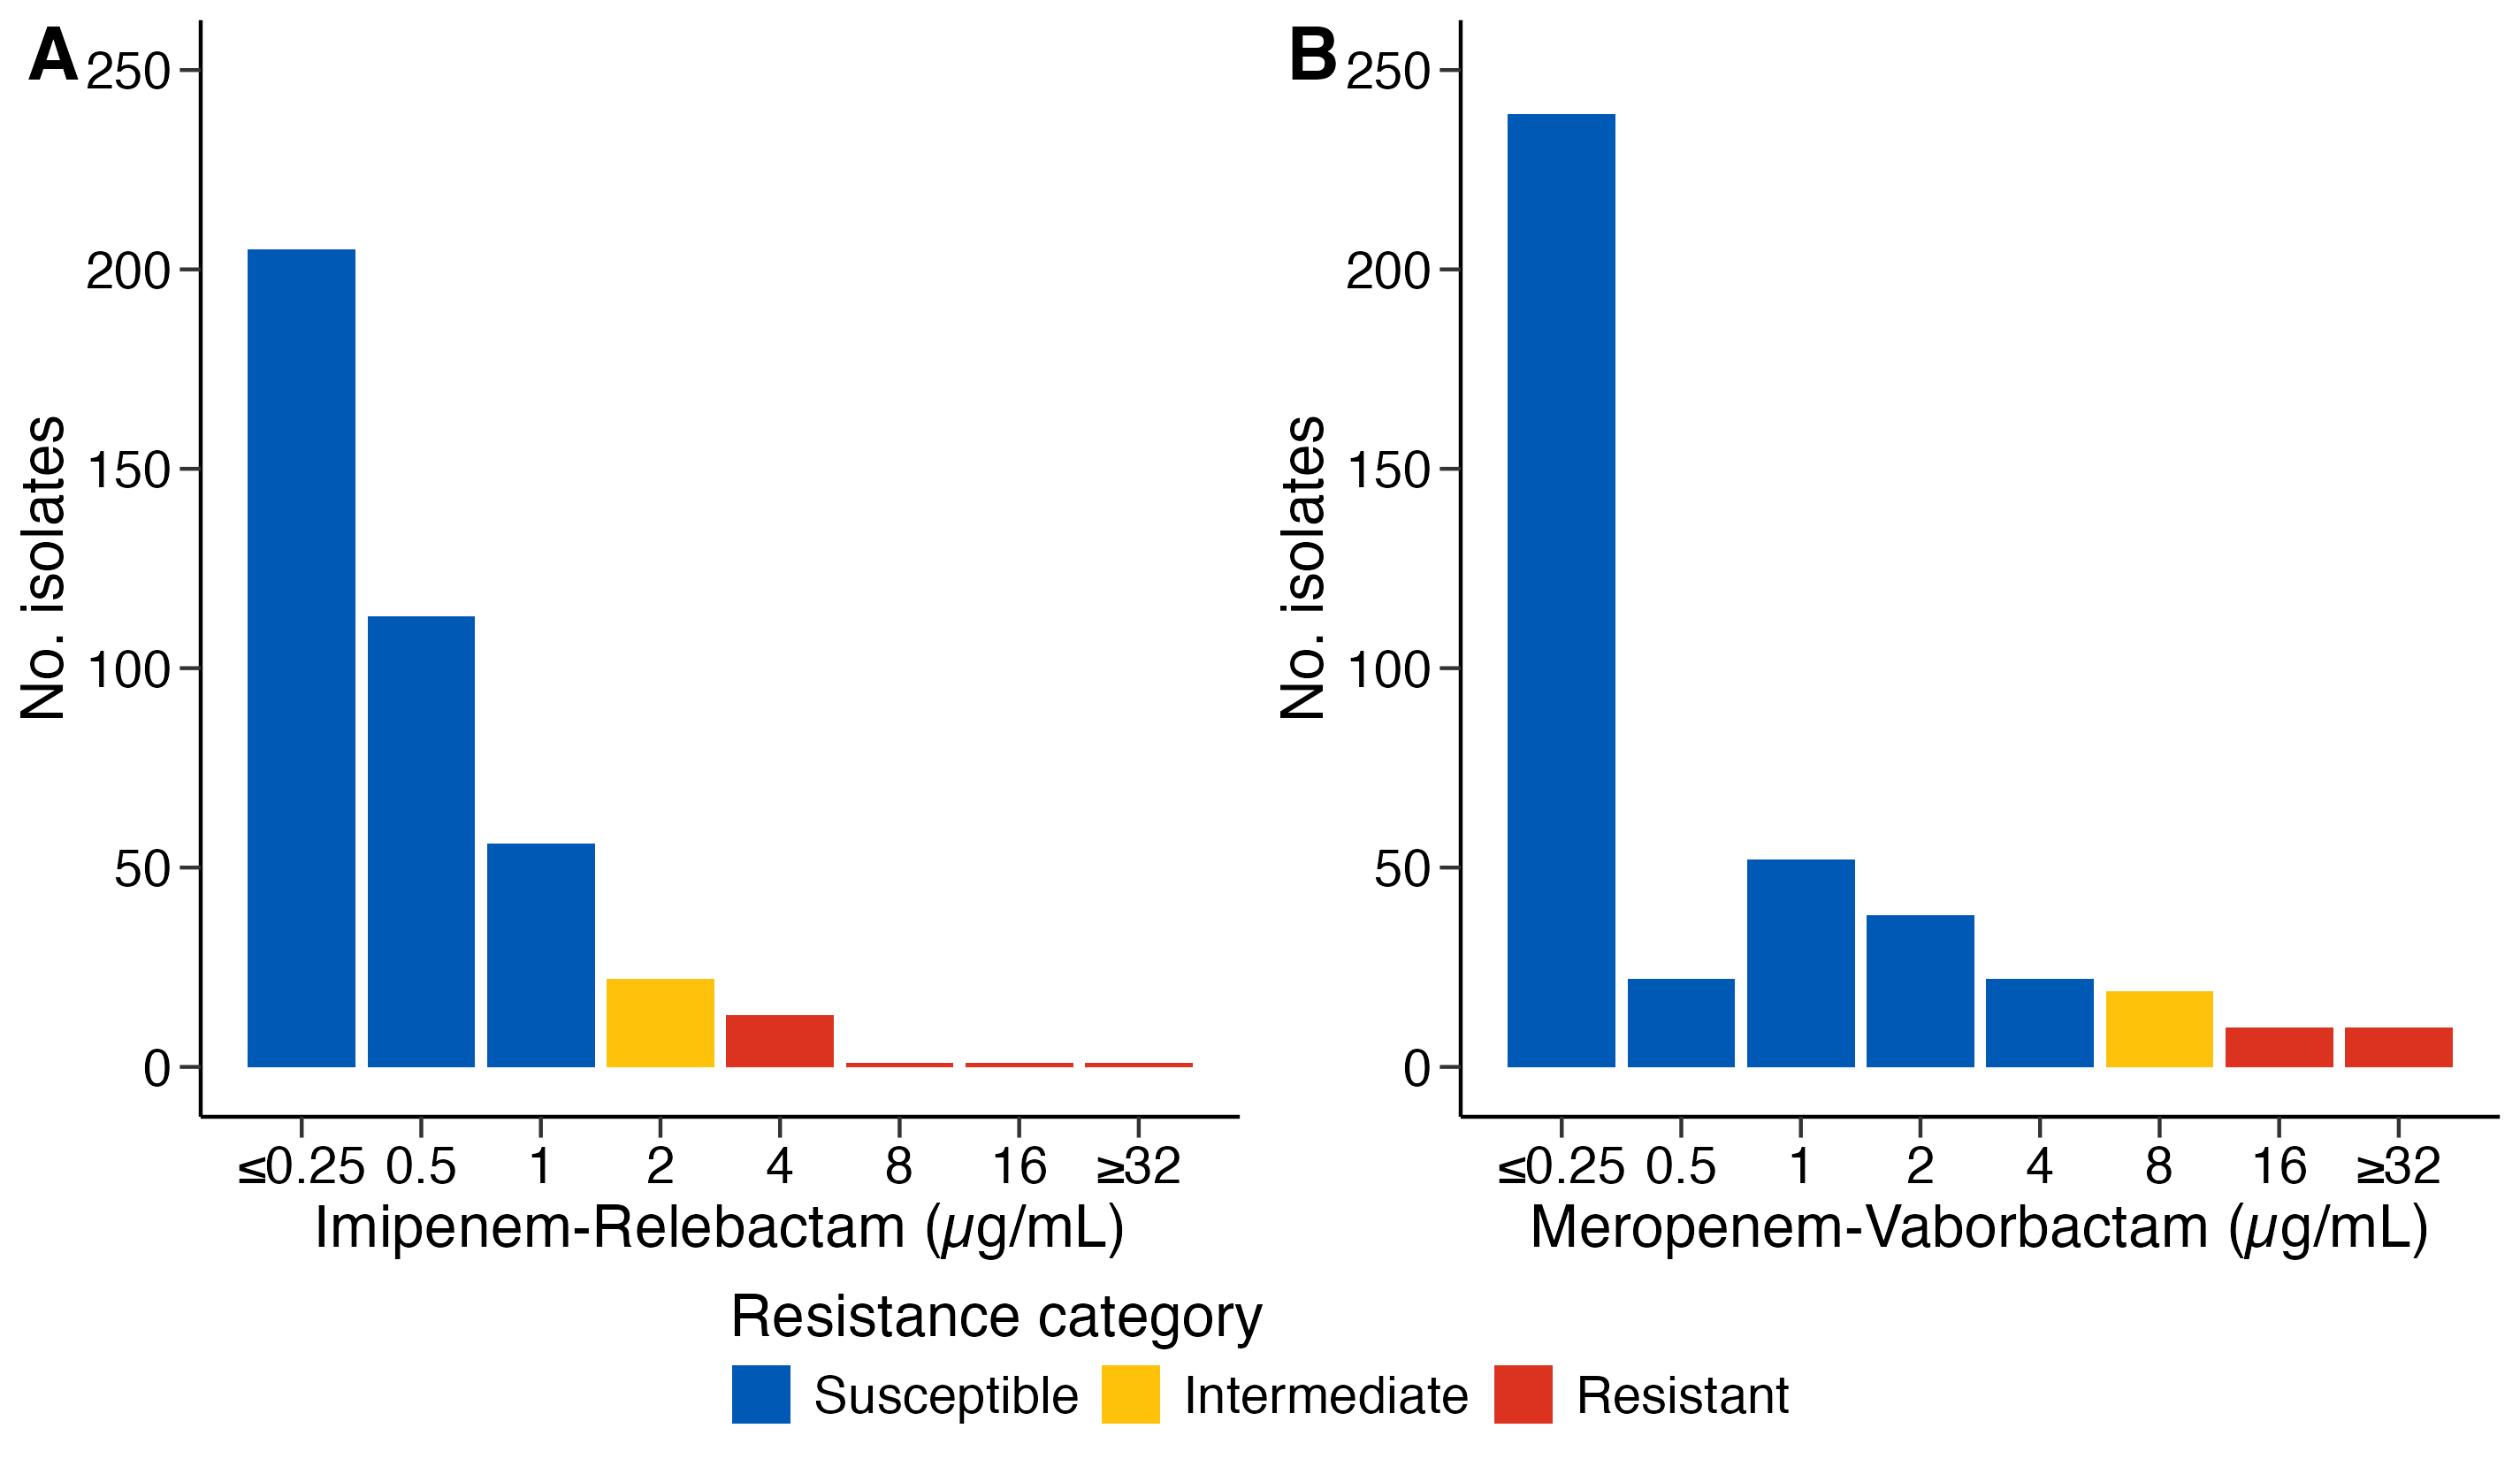 A
250
200
150
100
50
0
No. isolates
≤0.25 0.5 1 2 4 8 16 ≥32
Imipenem-Relebactam (µg/mL)
B
250
200
150
100
50
0
No. isolates
≤0.25 0.5 1 2 4 8 16 ≥32
Meropenem-Vaborbactam (µg/mL)
Resistance category
Susceptible Intermediate Resistant